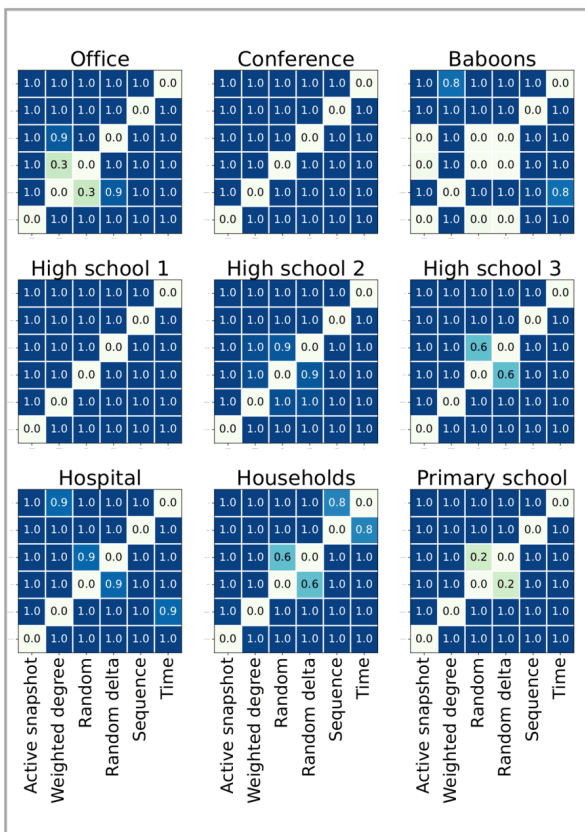 Office
1.0 1.0 1.0 1.0 1.0 0.0
1.0 1.0 1.0 1.0 0.0 1.0
1.0 0.9 1.0 0.0 1.0 1.0
1.0 0.3 0.0 1.0 1.0 1.0
1.0 0.0 0.3 0.9 1.0 1.0
0.0 1.0 1.0 1.0 1.0 1.0
Conference
1.0 1.0 1.0 1.0 1.0 0.0
1.0 1.0 1.0 1.0 0.0 1.0
1.0 1.0 1.0 0.0 1.0 1.0
1.0 1.0 0.0 1.0 1.0 1.0
1.0 0.0 1.0 1.0 1.0 1.0
0.0 1.0 1.0 1.0 1.0 1.0
Baboons
1.0 0.8 1.0 1.0 1.0 0.0
1.0 1.0 1.0 1.0 0.0 1.0
0.0 1.0 0.0 0.0 1.0 1.0
0.0 1.0 0.0 0.0 1.0 1.0
1.0 0.0 1.0 1.0 1.0 0.8
0.0 1.0 0.0 0.0 1.0 1.0
High school 1
1.0 1.0 1.0 1.0 1.0 0.0
1.0 1.0 1.0 1.0 0.0 1.0
1.0 1.0 1.0 0.0 1.0 1.0
1.0 1.0 0.0 1.0 1.0 1.0
1.0 0.0 1.0 1.0 1.0 1.0
0.0 1.0 1.0 1.0 1.0 1.0
High school 2
1.0 1.0 1.0 1.0 1.0 0.0
1.0 1.0 1.0 1.0 0.0 1.0
1.0 1.0 0.9 0.0 1.0 1.0
1.0 1.0 0.0 0.9 1.0 1.0
1.0 0.0 1.0 1.0 1.0 1.0
0.0 1.0 1.0 1.0 1.0 1.0
High school 3
1.0 1.0 1.0 1.0 1.0 0.0
1.0 1.0 1.0 1.0 0.0 1.0
1.0 1.0 0.6 0.0 1.0 1.0
1.0 1.0 0.0 0.6 1.0 1.0
1.0 0.0 1.0 1.0 1.0 1.0
0.0 1.0 1.0 1.0 1.0 1.0
Hospital
1.0 0.9 1.0 1.0 1.0 0.0
1.0 1.0 1.0 1.0 0.0 1.0
1.0 1.0 0.9 0.0 1.0 1.0
1.0 1.0 0.0 0.9 1.0 1.0
1.0 0.0 1.0 1.0 1.0 0.9
0.0 1.0 1.0 1.0 1.0 1.0
Households
1.0 1.0 1.0 1.0 0.8 0.0
1.0 1.0 1.0 1.0 0.0 0.8
1.0 1.0 0.6 0.0 1.0 1.0
1.0 1.0 0.0 0.6 1.0 1.0
1.0 0.0 1.0 1.0 1.0 1.0
0.0 1.0 1.0 1.0 1.0 1.0
Primary school
1.0 1.0 1.0 1.0 1.0 0.0
1.0 1.0 1.0 1.0 0.0 1.0
1.0 1.0 0.2 0.0 1.0 1.0
1.0 1.0 0.0 0.2 1.0 1.0
1.0 0.0 1.0 1.0 1.0 1.0
0.0 1.0 1.0 1.0 1.0 1.0
Active snapshot
Weighted degree
Random
Random delta
Sequence
Time
Active snapshot
Weighted degree
Random
Random delta
Sequence
Time
Active snapshot
Weighted degree
Random
Random delta
Sequence
Time